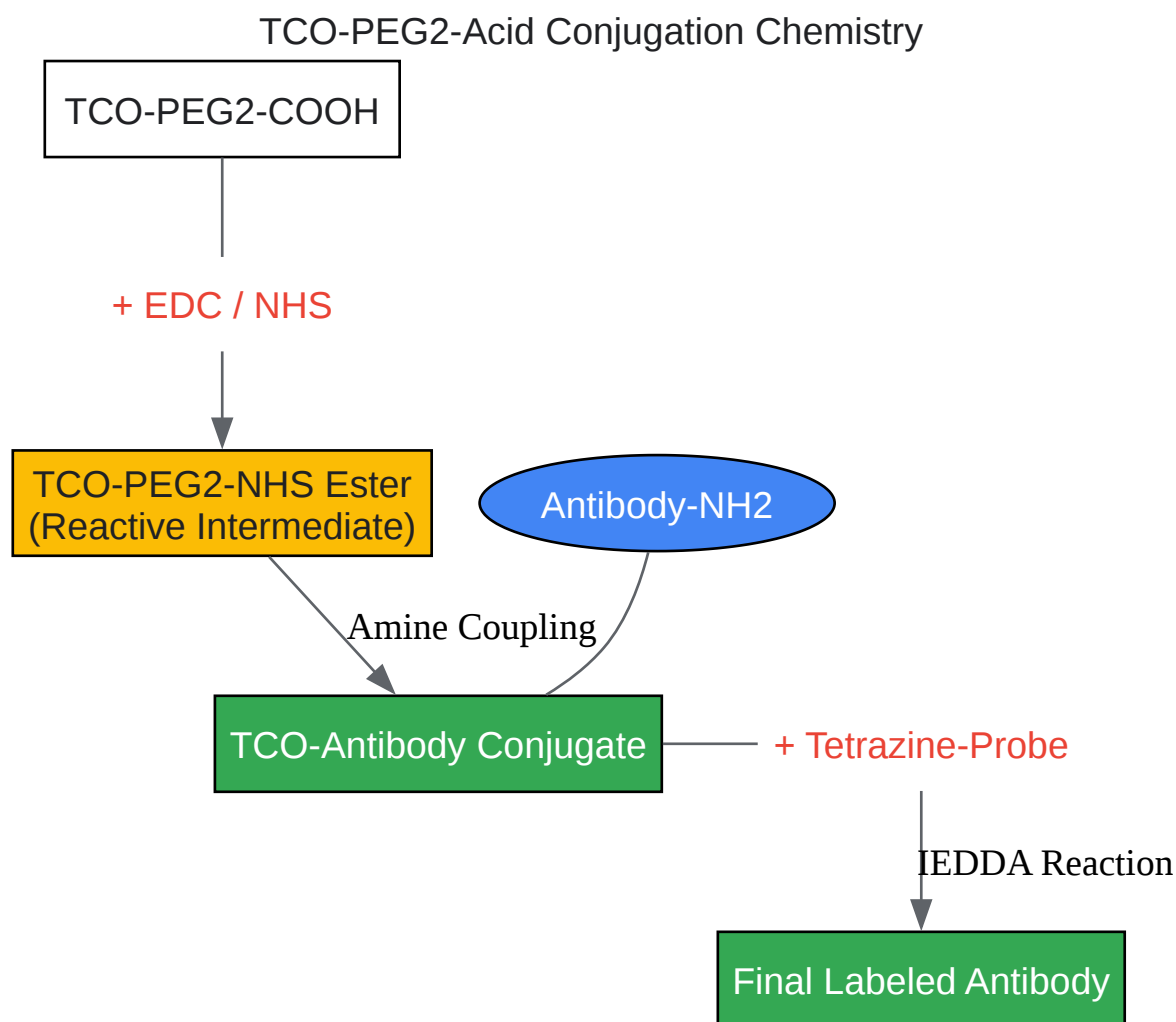 TCO-PEG2-Acid Conjugation Chemistry
TCO-PEG2-COOH
+ EDC / NHS
TCO-PEG2-NHS Ester
(Reactive Intermediate)
Antibody-NH2
Amine Coupling
TCO-Antibody Conjugate
+ Tetrazine-Probe
IEDDA Reaction
Final Labeled Antibody